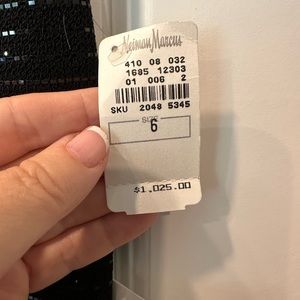 Neiman Marcus
410 08 032
1685 12303
01 006 2
SKU 2048 5345
SIZE
6
$1,025.00